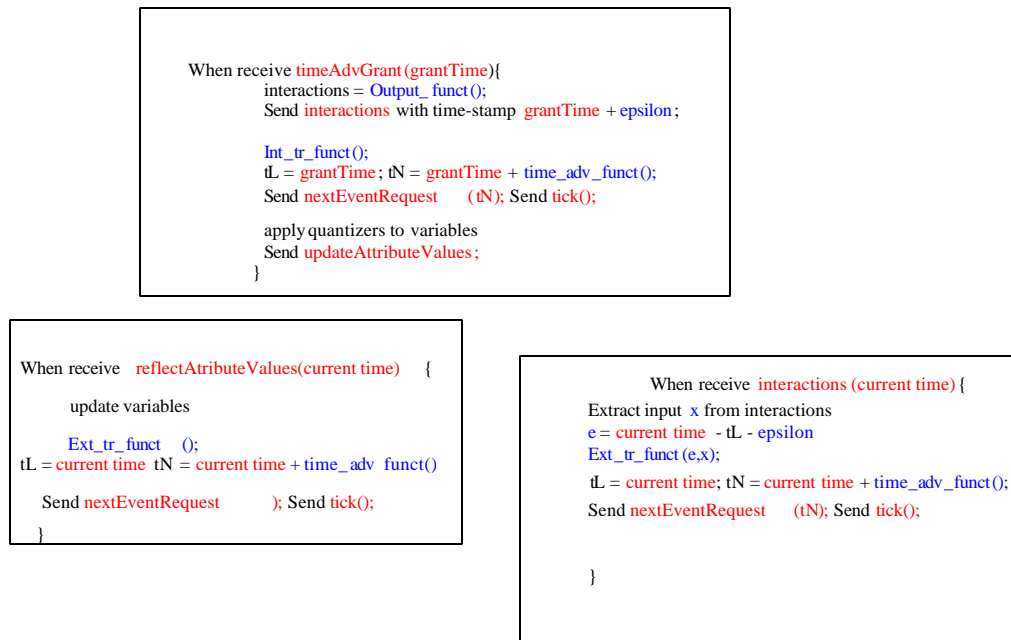 When receive timeAdvGrant(grantTime){
interactions = Output_ funct();
Send interactions with time-stamp grantTime + epsilon;
Int_tr_funct();
tL = grantTime; tN = grantTime + time_adv_funct();
Send nextEventRequest (tN); Send tick();
apply quantizers to variables
Send updateAttributeValues;
}
When receive reflectAtributeValues(current time) {
update variables
Ext_tr_funct ();
tL = current time tN = current time + time_ adv funct()
Send nextEventRequest ); Send tick();
}
When receive interactions (current time) {
Extract input x from interactions
e = current time - tL - epsilon
Ext_tr_funct (e,x);
tL = current time; tN = current time + time_adv_funct();
Send nextEventRequest (tN); Send tick();
}